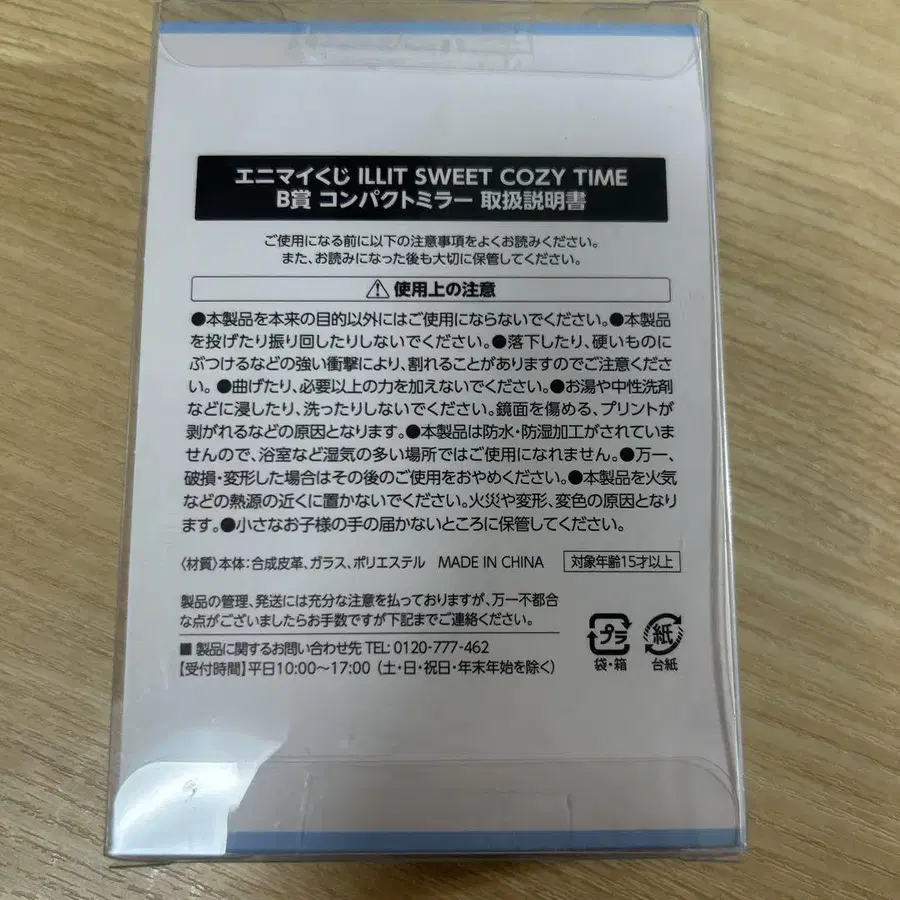 エニマイくじ ILLIT SWEET COZY TIME
B賞 コンパクトミラー 取扱説明書
ご使用になる前に以下の注意事項をよくお読みください。
また、お読みになった後も大切に保管してください。
⚠ 使用上の注意
●本製品を本来の目的以外にはご使用にならないでください。●本製品
を投げたり振り回したりしないでください。●落下したり、硬いものに
ぶつけるなどの強い衝撃により、割れることがありますのでご注意くださ
い。●曲げたり、必要以上の力を加えないでください。●お湯や中性洗剤
などに浸したり、洗ったりしないでください。鏡面を傷める、プリントが
剥がれるなどの原因となります。●本製品は防水・防湿加工がされていま
せんので、浴室など湿気の多い場所ではご使用になれません。●万一、
破損・変形した場合はその後のご使用をおやめください。●本製品を火気
などの熱源の近くに置かないでください。火災や変形、変色の原因となり
ます。●小さなお子様の手の届かないところに保管してください。
〈材質〉本体：合成皮革、ガラス、ポリエステル MADE IN CHINA 対象年齢15才以上
製品の管理、発送には充分な注意を払っておりますが、万一不都合
な点がございましたらお手数ですが下記までご連絡ください。
■ 製品に関するお問い合わせ先 TEL: 0120-777-462
【受付時間】平日10:00～17:00（土・日・祝日・年末年始を除く）
プラ 紙
袋・箱 台紙